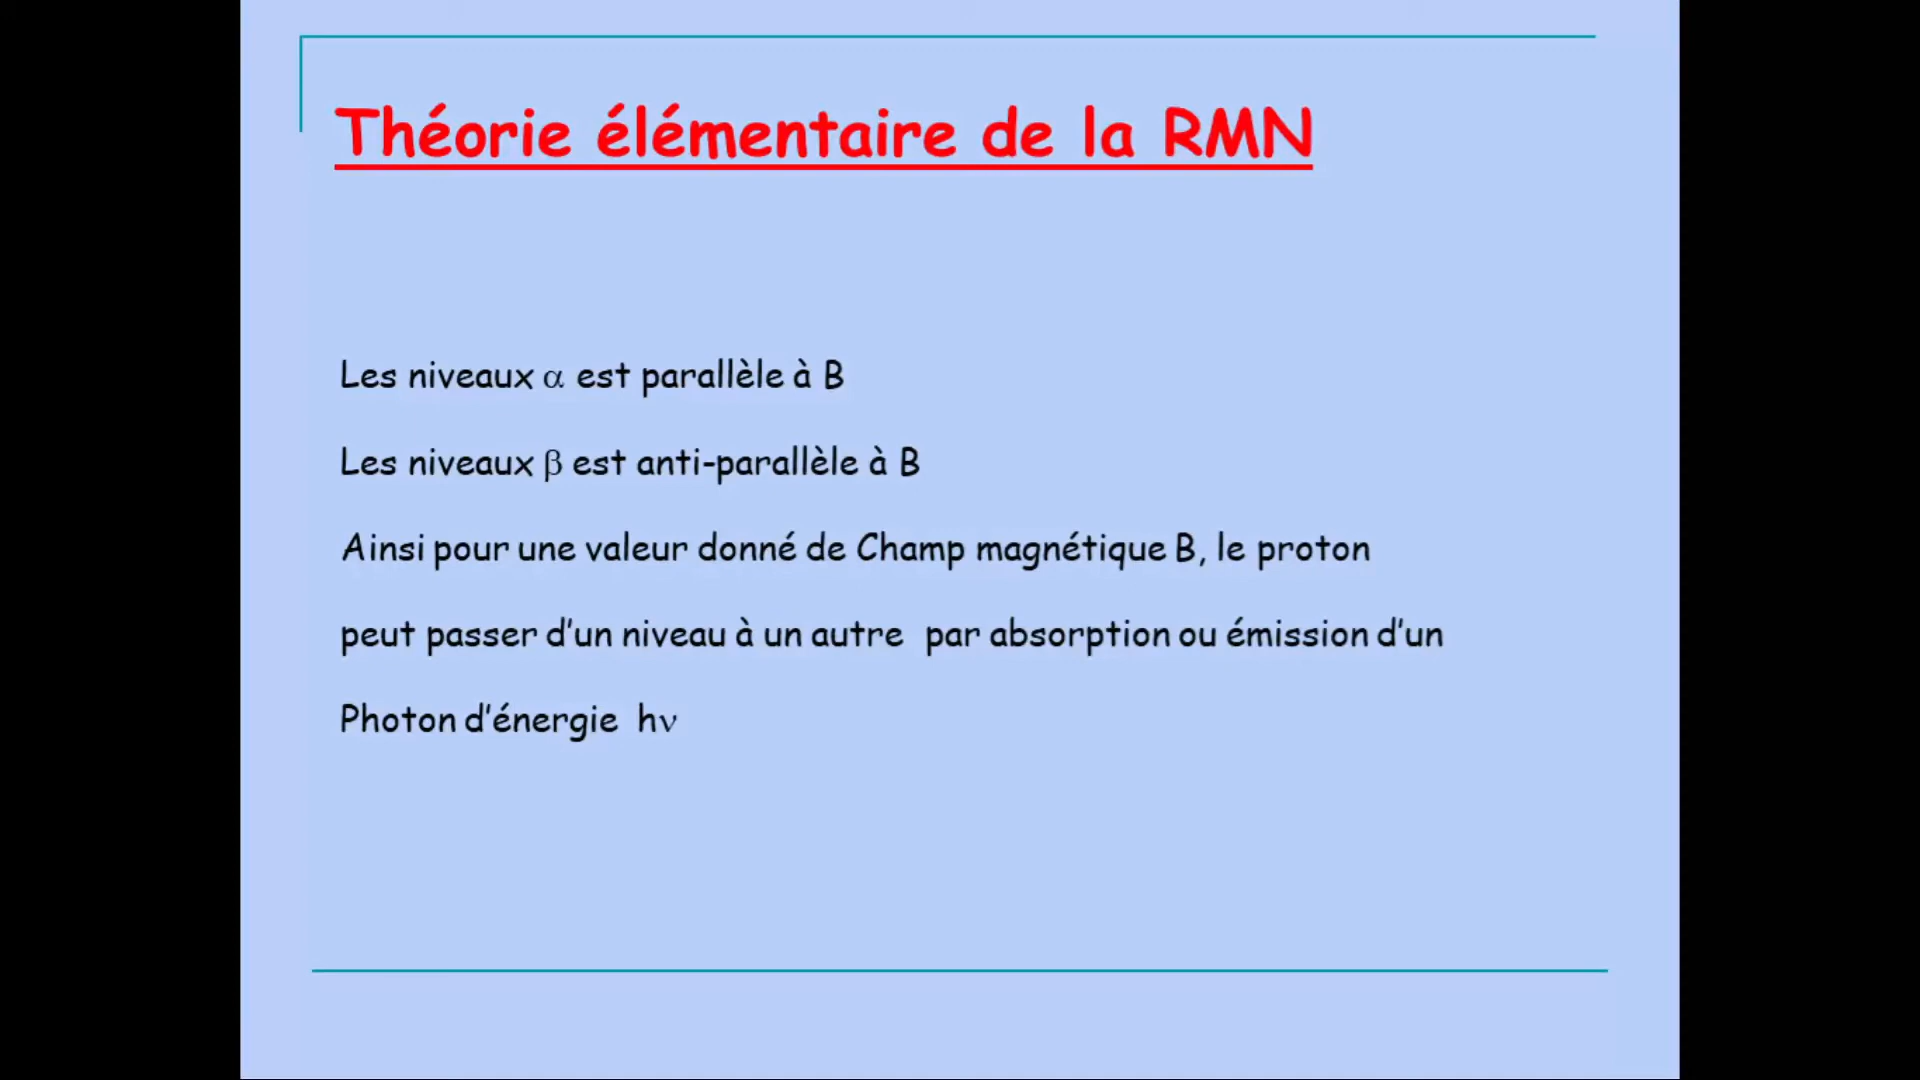 Théorie élémentaire de la RMN
Les niveaux α est parallèle à B
Les niveaux β est anti-parallèle à B
Ainsi pour une valeur donné de Champ magnétique B, le proton
peut passer d’un niveau à un autre par absorption ou émission d’un
Photon d’énergie hν